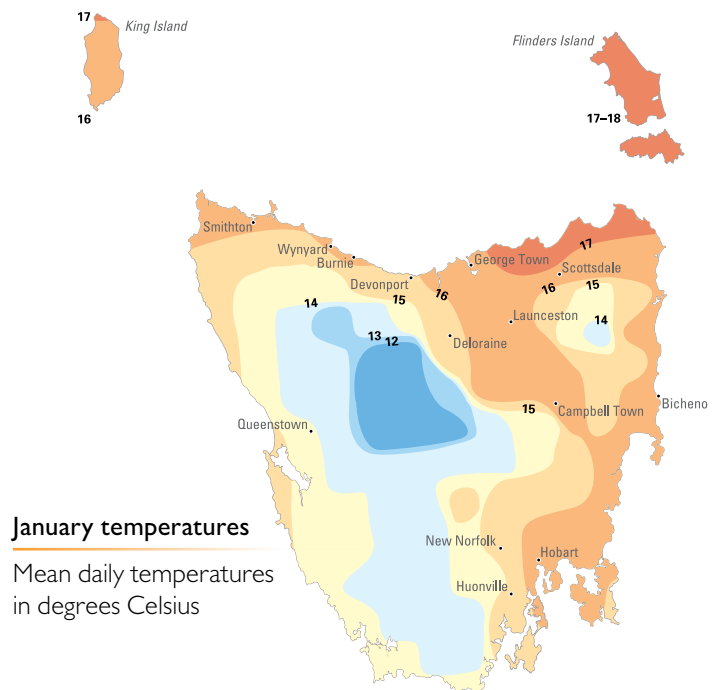 17
King Island
Flinders Island
16
17–18
Smithton
Wynyard
Burnie
George Town
17
Scottsdale
Devonport
16
16
15
14
15
14
Launceston
13
12
Deloraine
15
Campbell Town
Bicheno
Queenstown
January temperatures
Mean daily temperatures
in degrees Celsius
New Norfolk
Hobart
Huonville